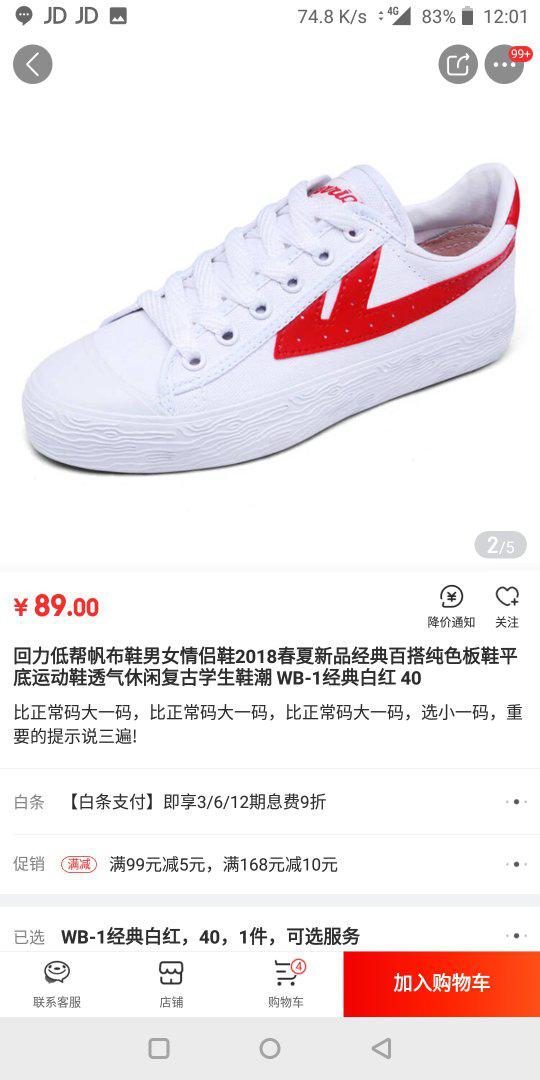 JD JD 74.8 K/s 4G 83% 12:01
99+
2/5
¥ 89.00
降价通知 关注
回力低帮帆布鞋男女情侣鞋2018春夏新品经典百搭纯色板鞋平
底运动鞋透气休闲复古学生鞋潮 WB-1经典白红 40
比正常码大一码，比正常码大一码，比正常码大一码，选小一码，重
要的提示说三遍!
白条 【白条支付】即享3/6/12期息费9折
促销 满减 满99元减5元，满168元减10元
已选 WB-1经典白红，40，1件，可选服务
4
联系客服 店铺 购物车 加入购物车